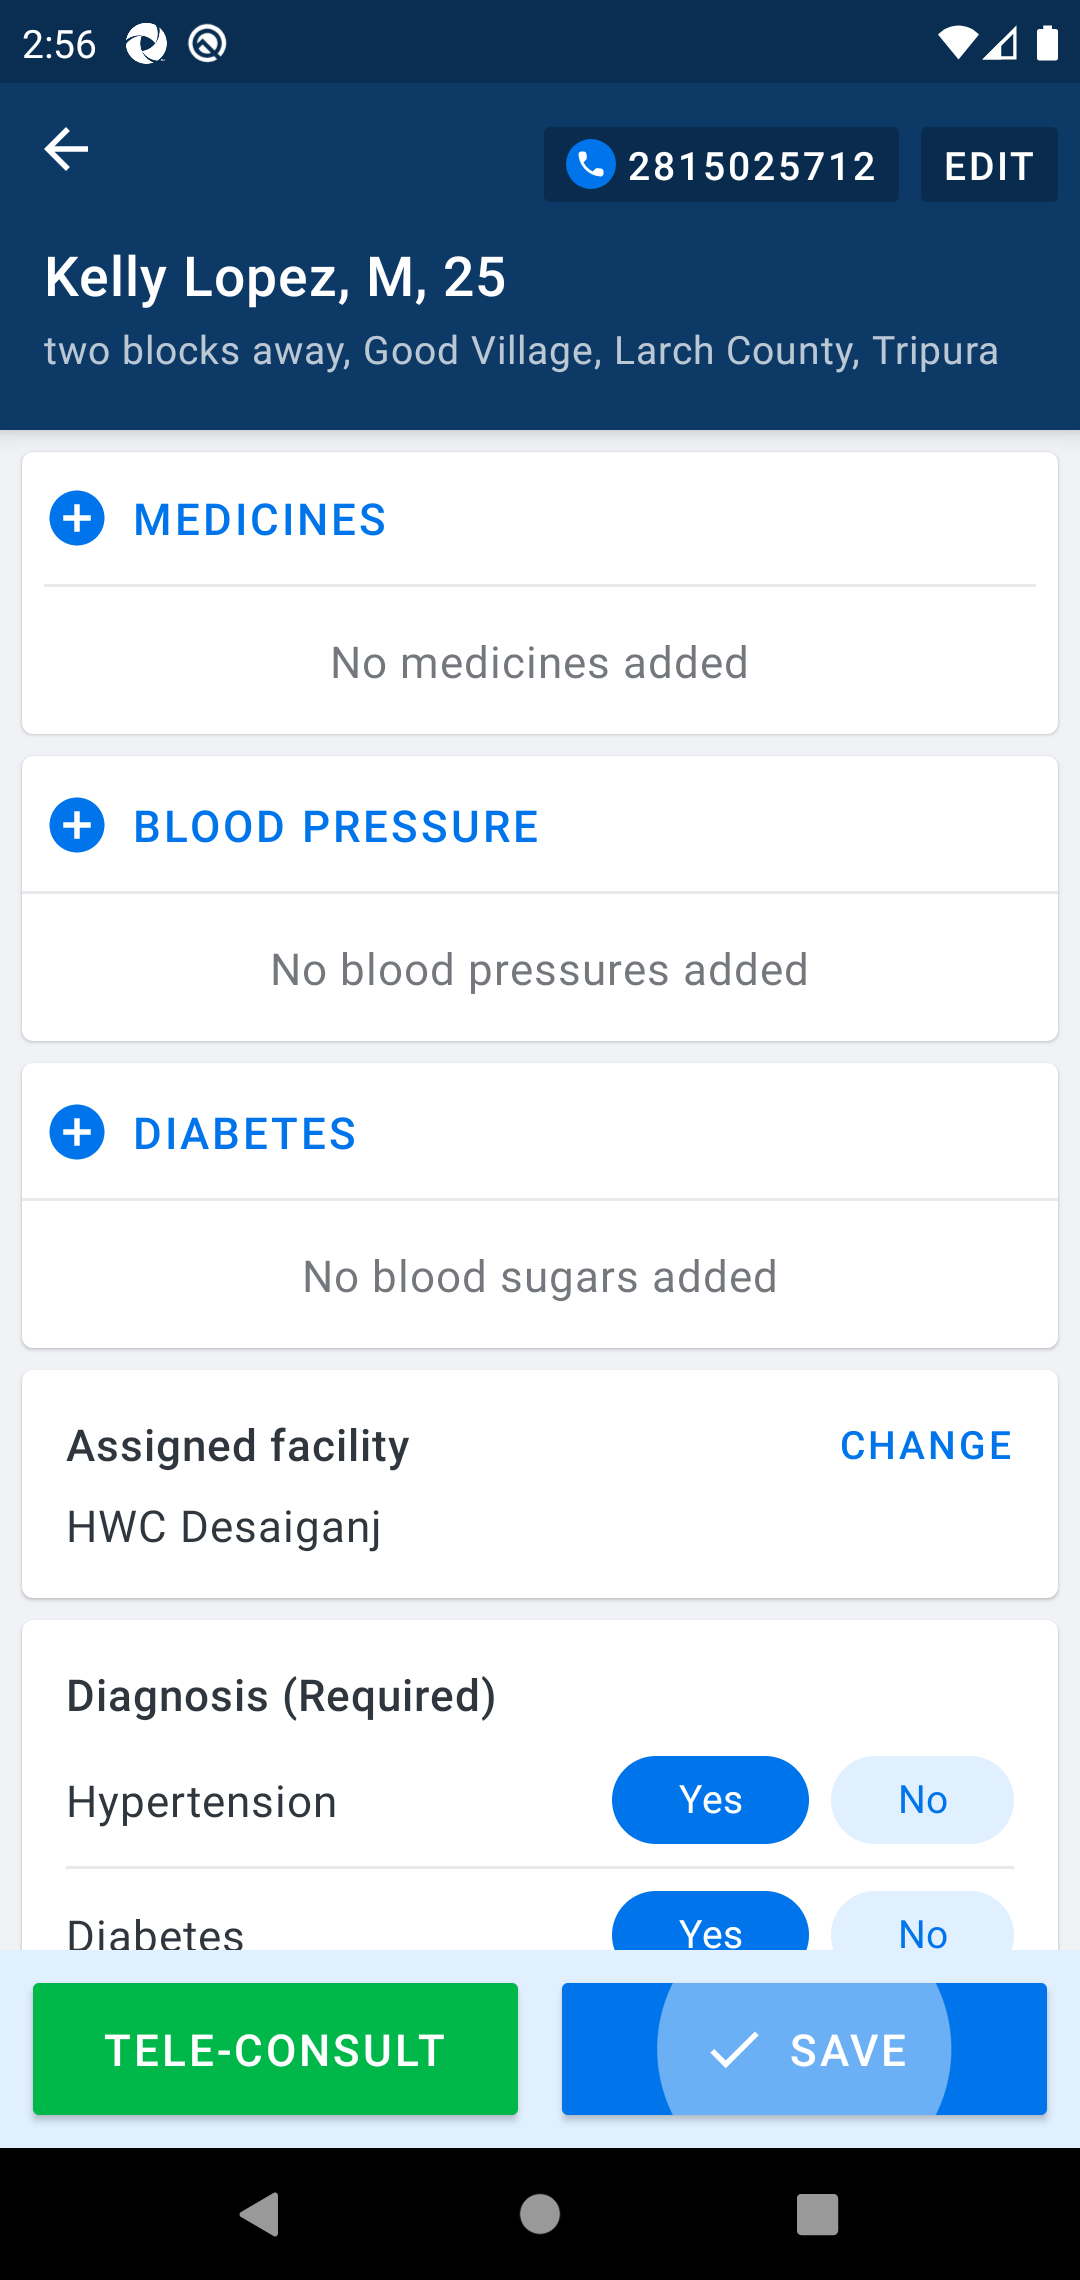 2:56
2815025712
EDIT
Kelly Lopez, M, 25
two blocks away, Good Village, Larch County, Tripura
MEDICINES
No medicines added
BLOOD PRESSURE
No blood pressures added
DIABETES
No blood sugars added
Assigned facility
CHANGE
HWC Desaiganj
Diagnosis (Required)
Hypertension
Yes
No
Diabetes
Yes
No
TELE-CONSULT
SAVE